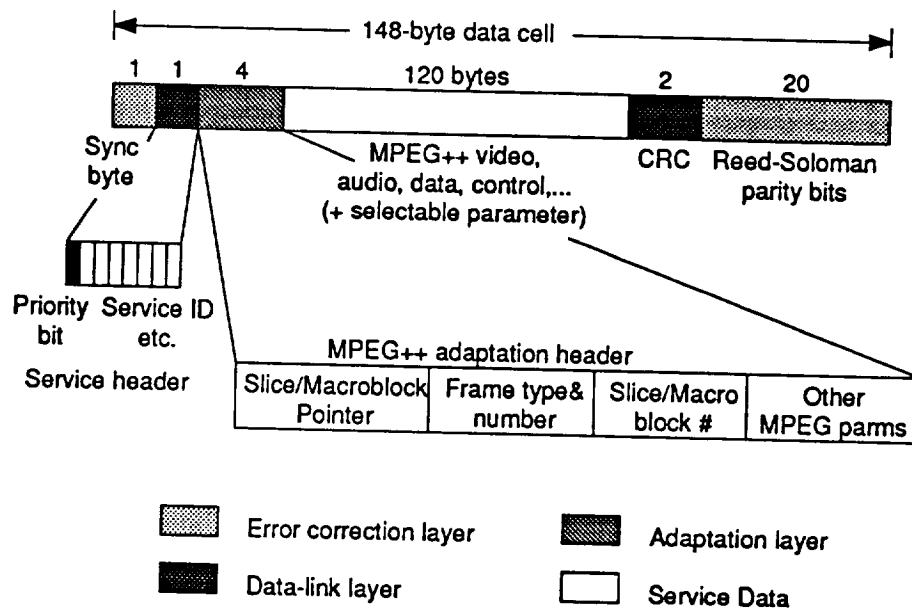 148-byte data cell
1 1 4 120 bytes 2 20
Sync
byte
MPEG++ video,
audio, data, control,...
(+ selectable parameter)
CRC
Reed-Soloman
parity bits
Priority
bit
Service ID
etc.
Service header
MPEG++ adaptation header
Slice/Macroblock
Pointer
Frame type&
number
Slice/Macro
block #
Other
MPEG parms
Error correction layer
Adaptation layer
Data-link layer
Service Data